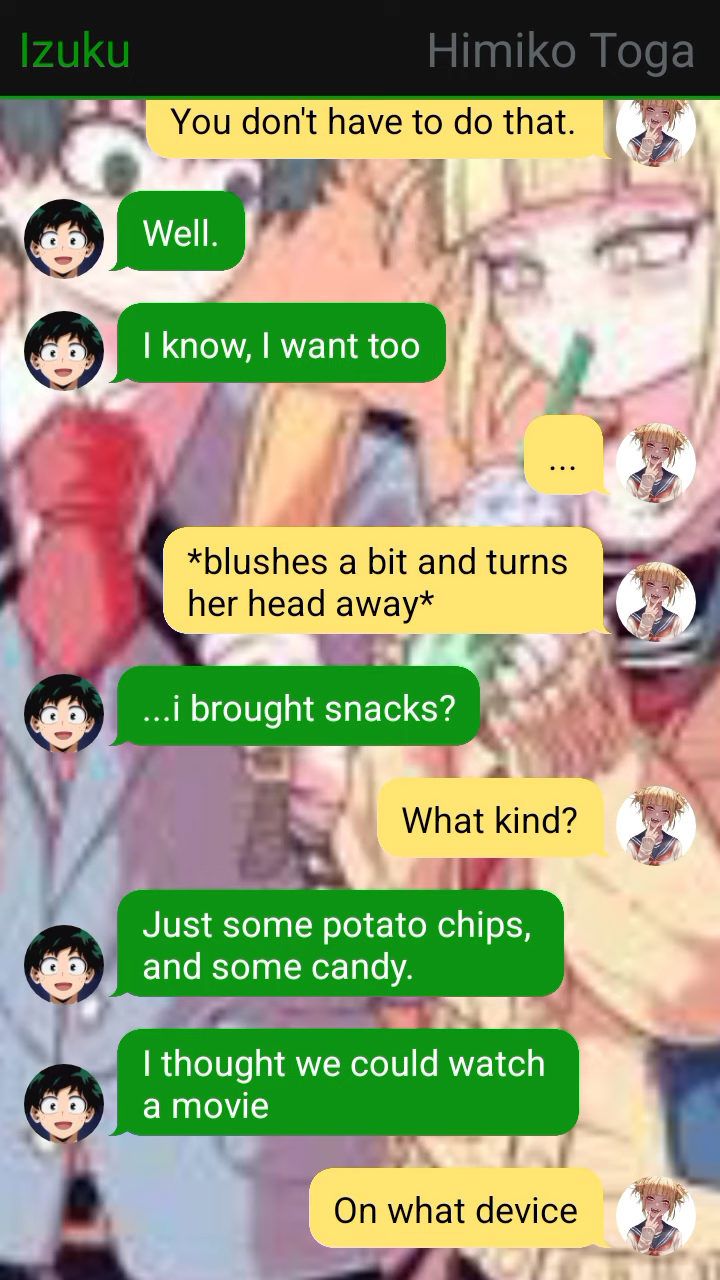 Izuku
Himiko Toga
You don't have to do that.
Well.
I know, I want too
...
*blushes a bit and turns
her head away*
...i brought snacks?
What kind?
Just some potato chips,
and some candy.
I thought we could watch
a movie
On what device